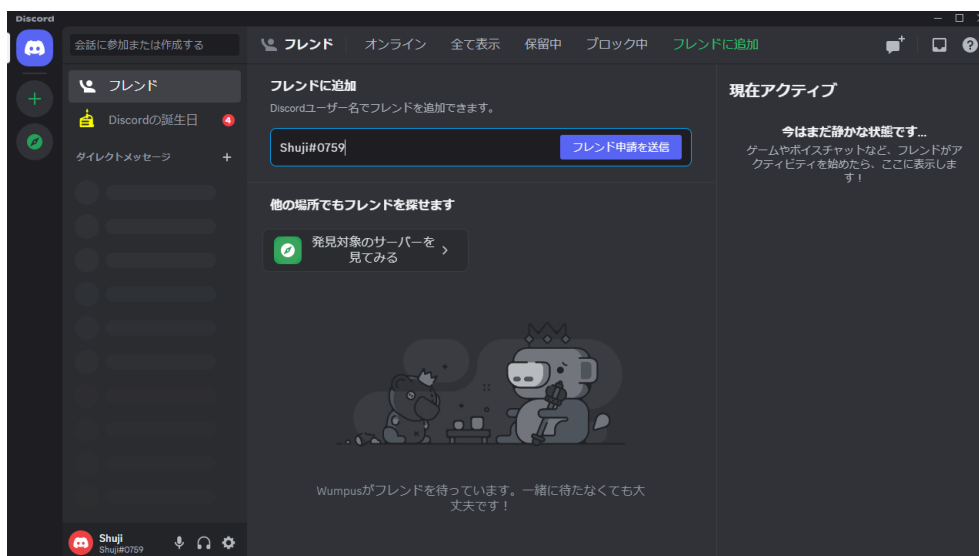 Discord
会話に参加または作成する
フレンド
オンライン
全て表示
保留中
ブロック中
フレンドに追加
フレンド
Discordの誕生日
4
ダイレクトメッセージ
+
フレンドに追加
Discordユーザー名でフレンドを追加できます。
Shuji#0759
フレンド申請を送信
他の場所でもフレンドを探せます
発見対象のサーバーを
見てみる
Wumpusがフレンドを待っています。一緒に待たなくても大
丈夫です！
現在アクティブ
今はまだ静かな状態です...
ゲームやボイスチャットなど、フレンドがア
クティビティを始めたら、ここに表示しま
す！
Shuji
Shuji#0759